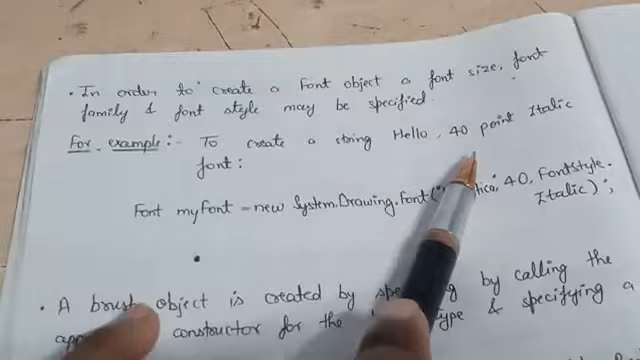 • In order to create a Font object a font size, font
family & font style may be specified.
For example:- To create a string Hello, 40 point Italic
font:
Font myFont = new System.Drawing.Font( 40, FontStyle.
Italic);
• A brush object is created by by calling the
constructor for the type & specifying a